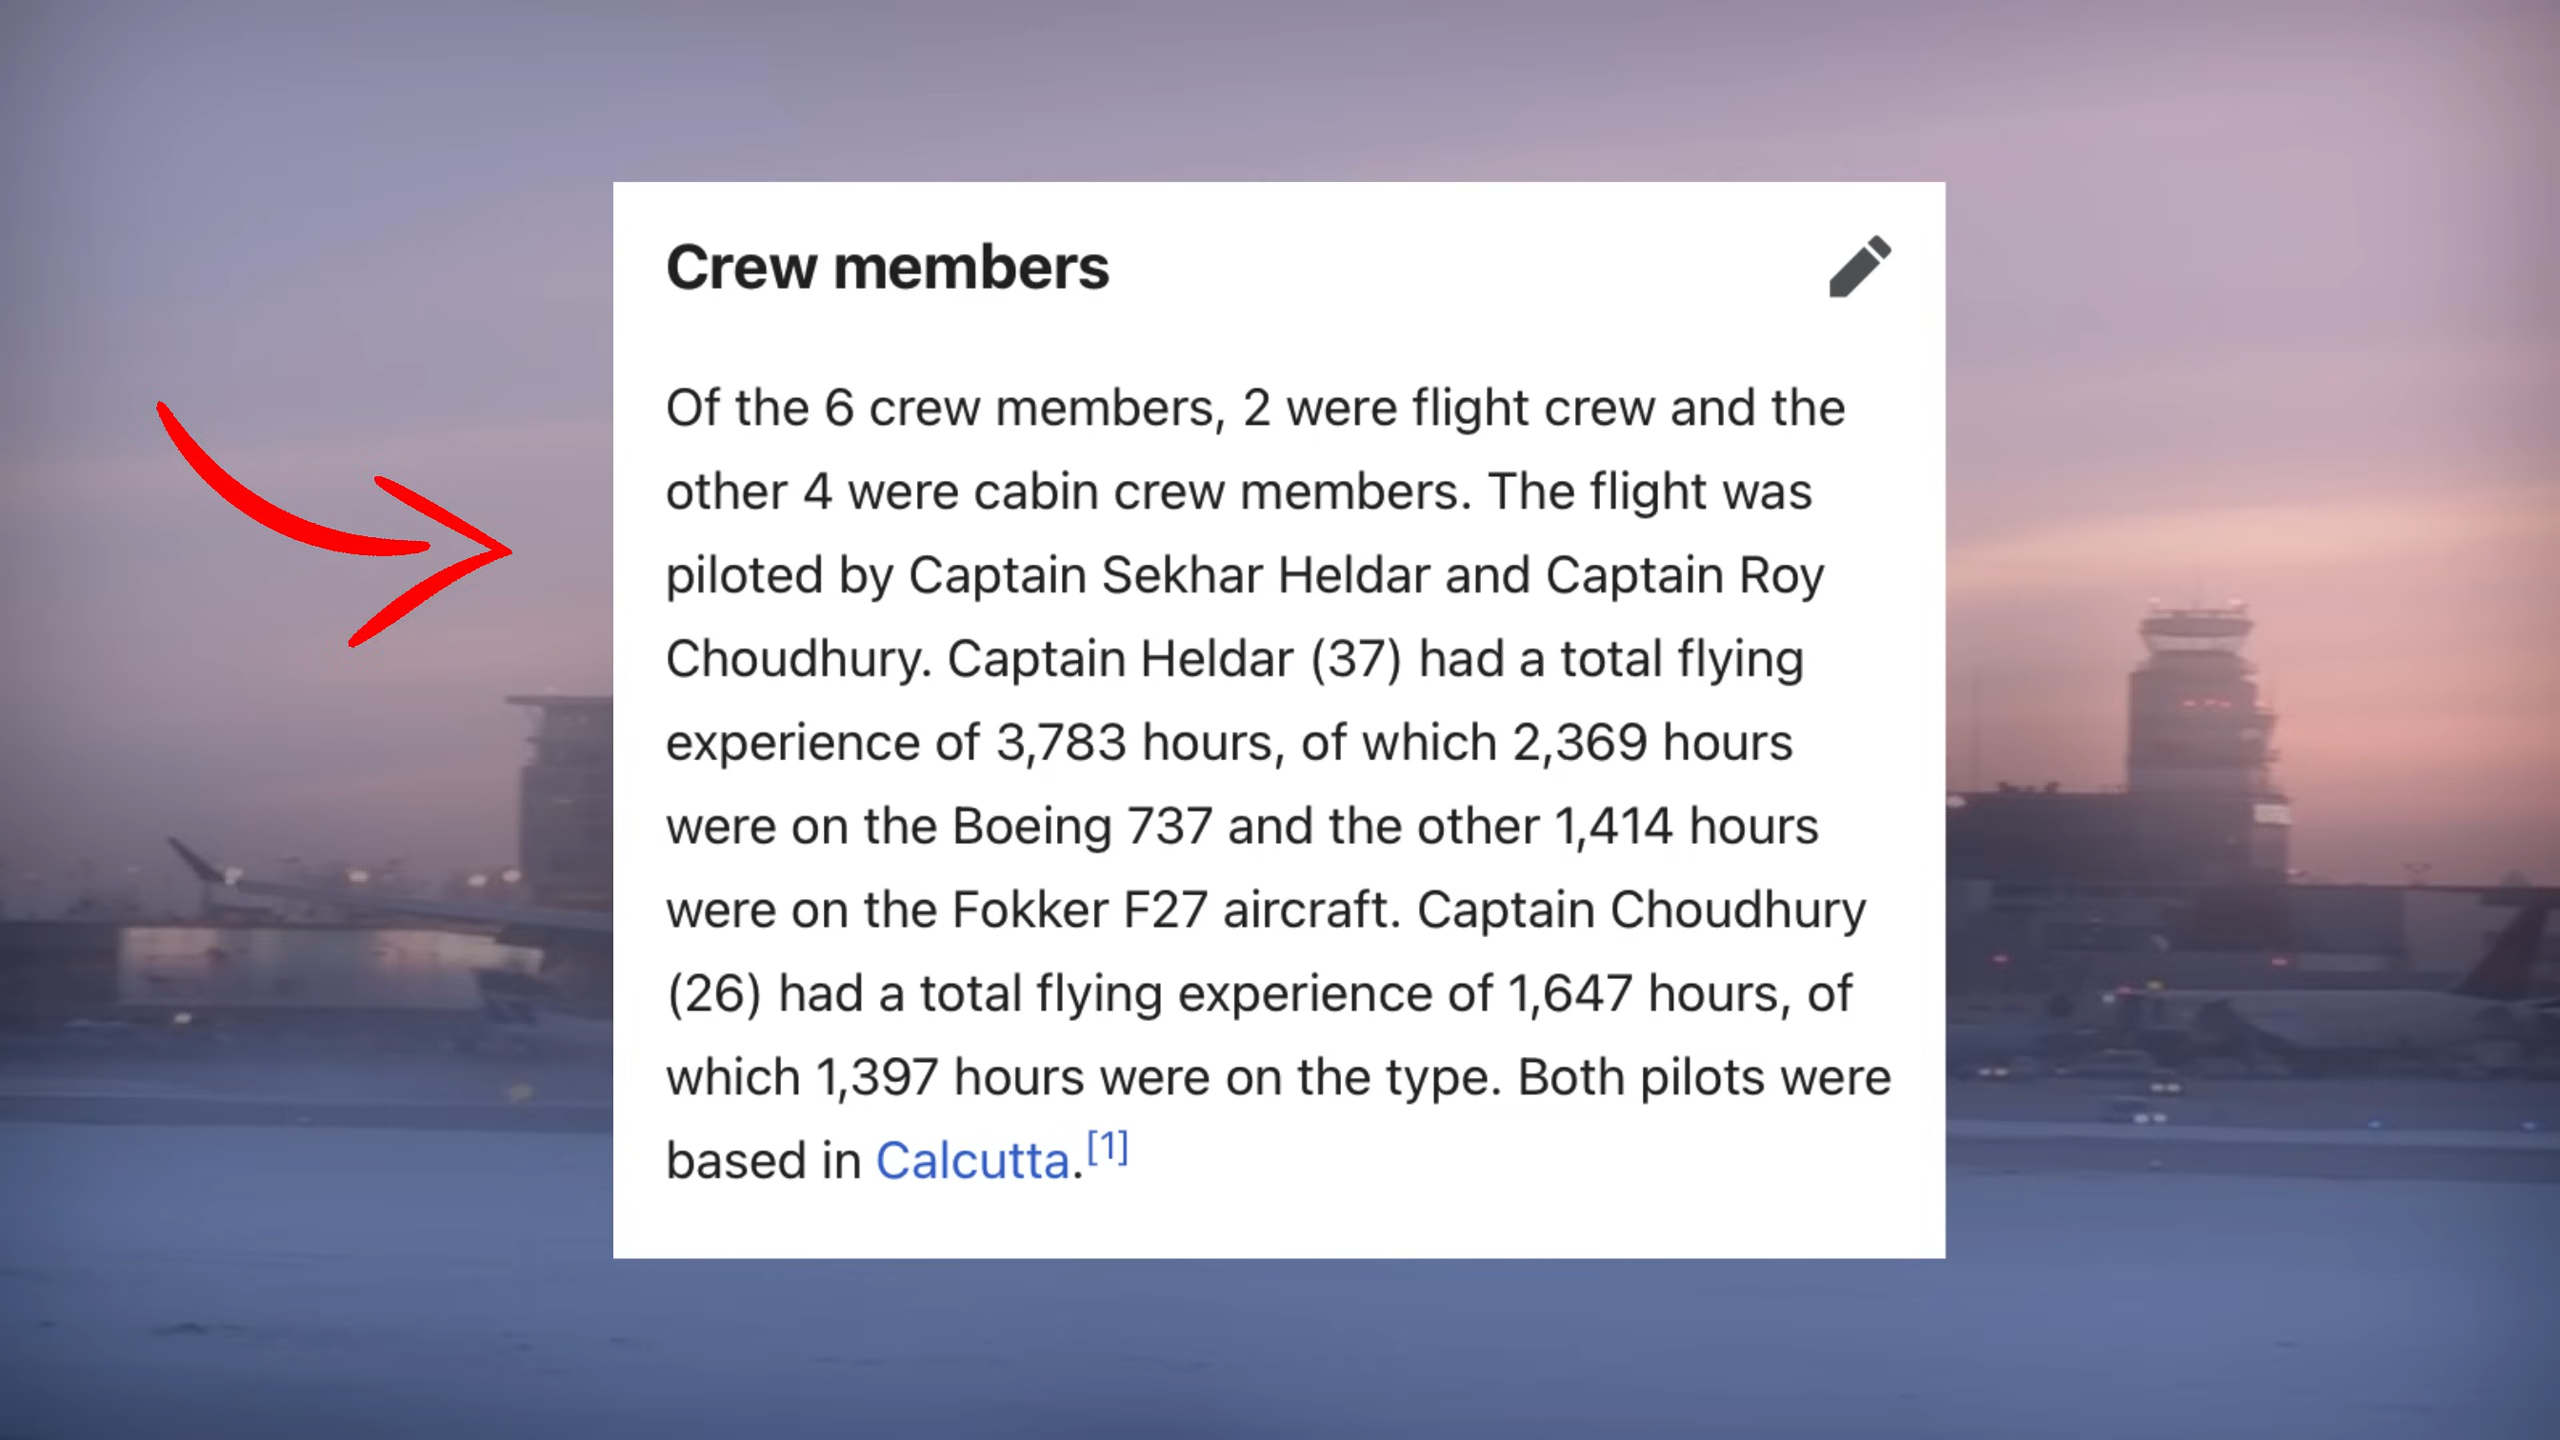 Crew members
Of the 6 crew members, 2 were flight crew and the
other 4 were cabin crew members. The flight was
piloted by Captain Sekhar Heldar and Captain Roy
Choudhury. Captain Heldar (37) had a total flying
experience of 3,783 hours, of which 2,369 hours
were on the Boeing 737 and the other 1,414 hours
were on the Fokker F27 aircraft. Captain Choudhury
(26) had a total flying experience of 1,647 hours, of
which 1,397 hours were on the type. Both pilots were
based in Calcutta.[1]